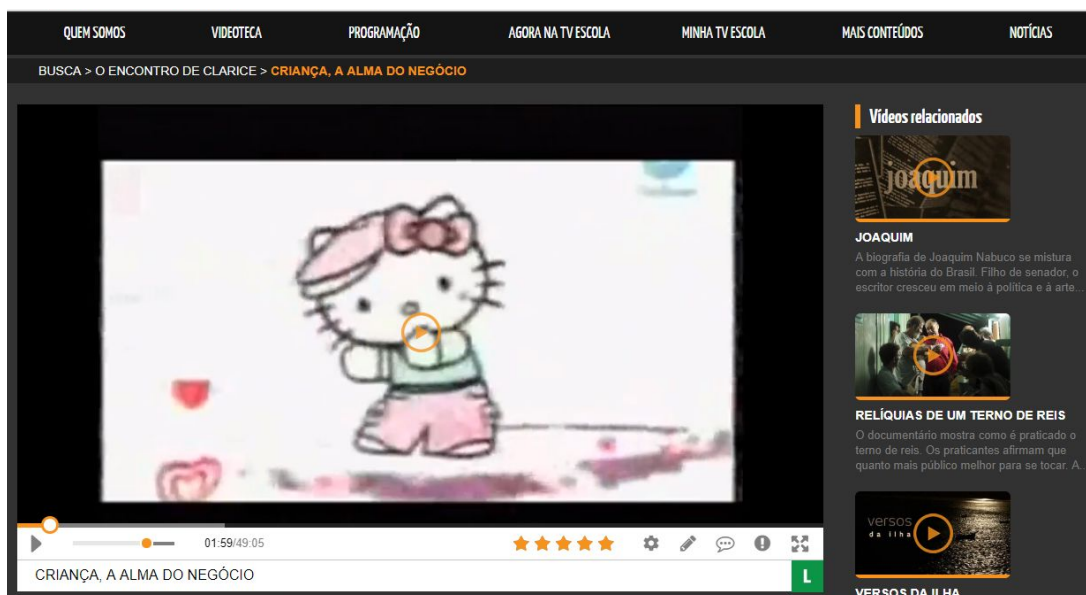 QUEM SOMOS
VIDEOTECA
PROGRAMAÇÃO
AGORA NA TV ESCOLA
MINHA TV ESCOLA
MAIS CONTEÚDOS
NOTÍCIAS
BUSCA > O ENCONTRO DE CLARICE > CRIANÇA, A ALMA DO NEGÓCIO
01:59/49:05
CRIANÇA, A ALMA DO NEGÓCIO
L
Vídeos relacionados
joaquim
JOAQUIM
A biografia de Joaquim Nabuco se mistura
com a história do Brasil. Filho de senador, o
escritor cresceu em meio à política e á arte...
RELÍQUIAS DE UM TERNO DE REIS
O documentário mostra como é praticado o
terno de reis. Os praticantes afirmam que
quanto mais público melhor para se tocar. A...
versos
da ilha
VERSOS DA ILHA